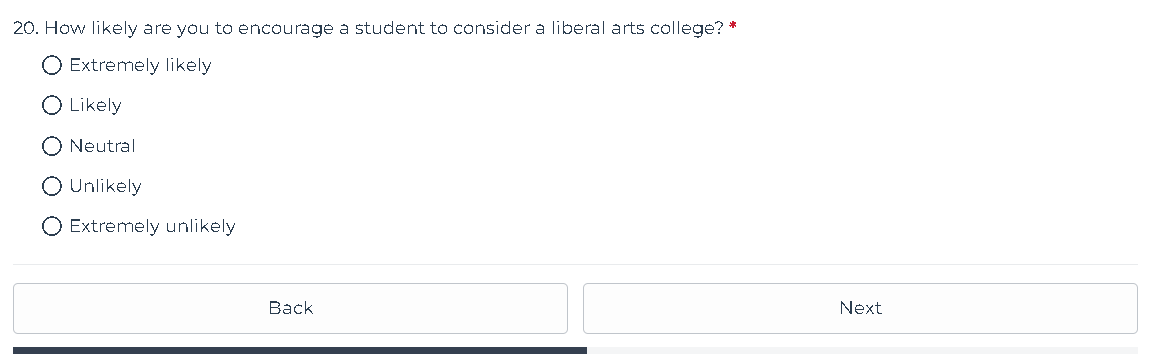 20. How likely are you to encourage a student to consider a liberal arts college? *
Extremely likely
Likely
Neutral
Unlikely
Extremely unlikely
Back
Next